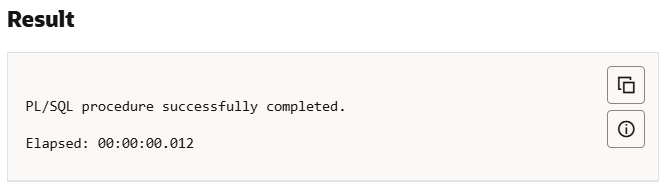 Result
PL/SQL procedure successfully completed.
Elapsed: 00:00:00.012